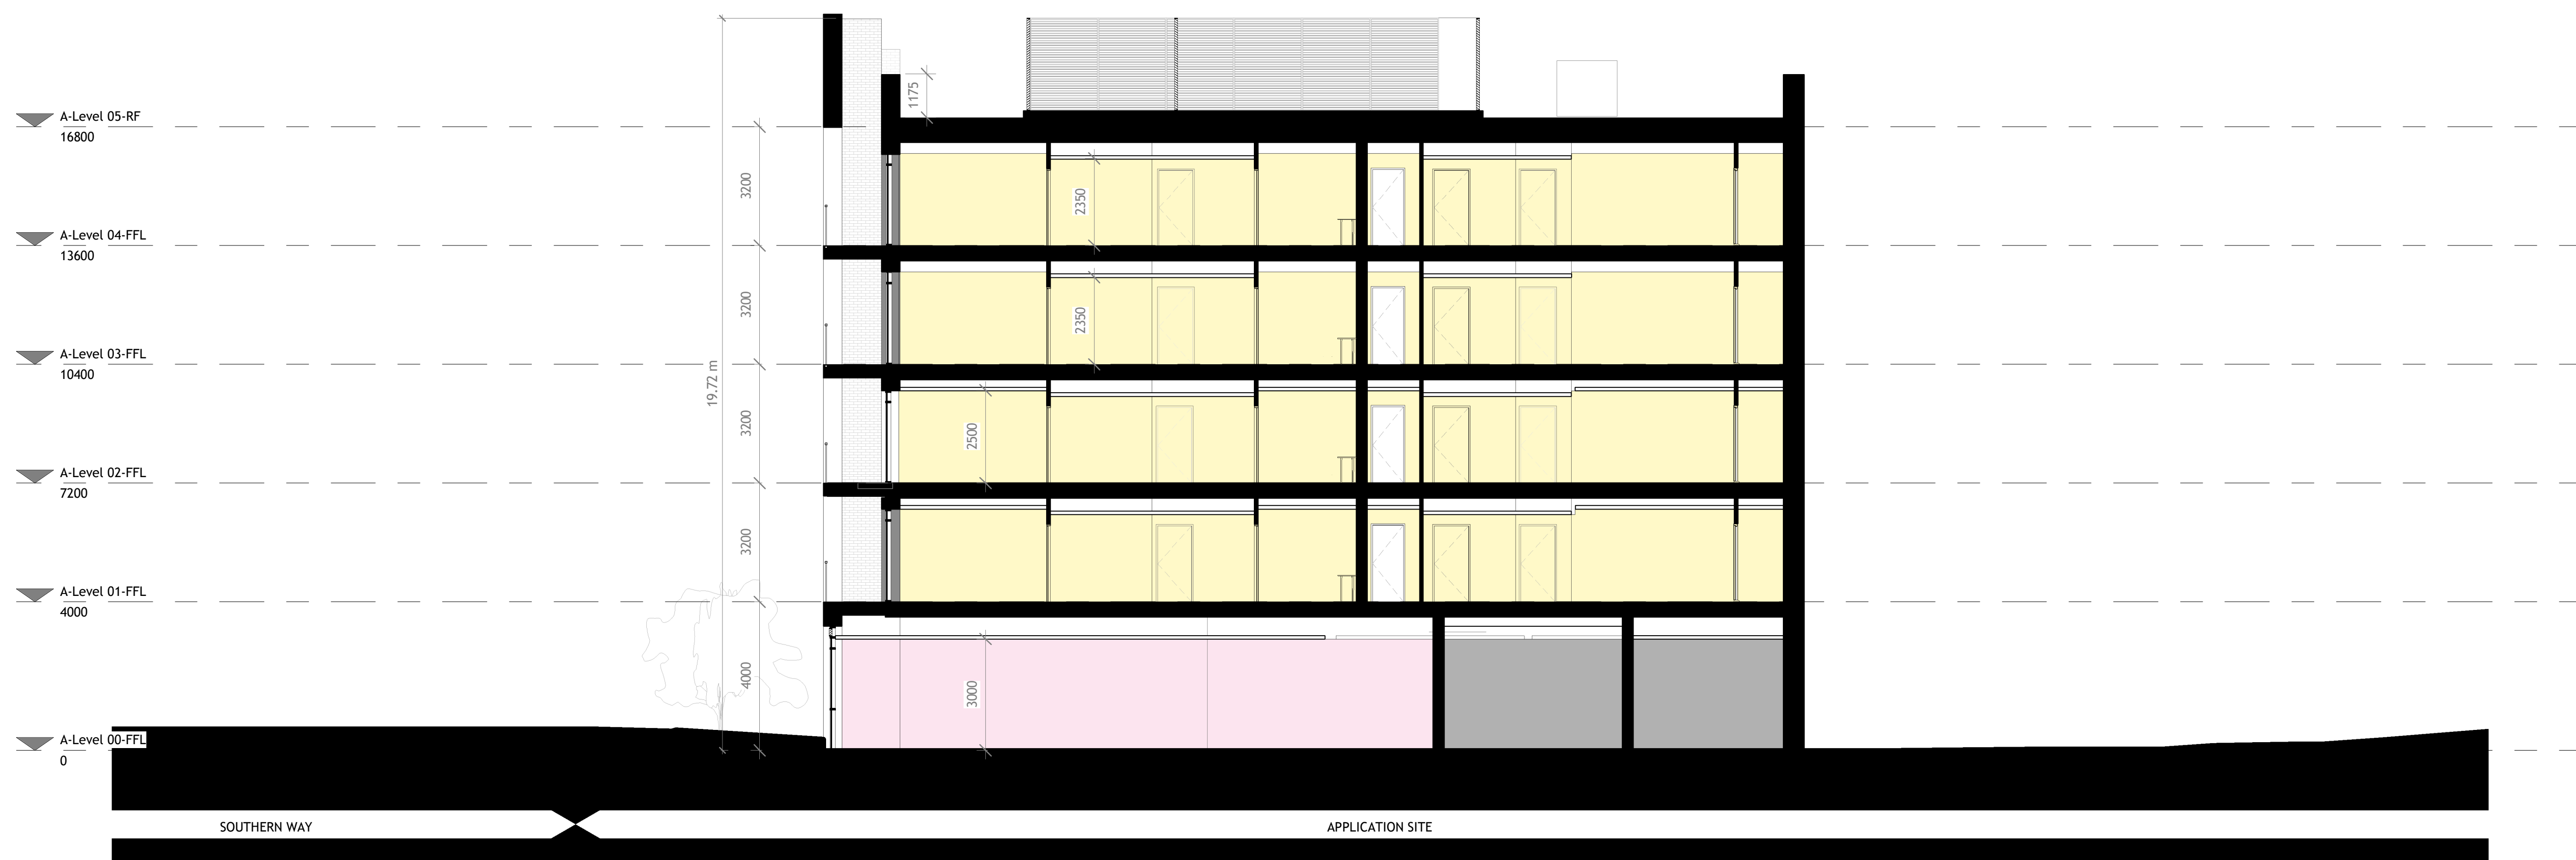 1175
A-Level 05-RF
16800
3200
2350
A-Level 04-FFL
13600
3200
2350
A-Level 03-FFL
10400
19.72 m
3200
2500
A-Level 02-FFL
7200
3200
A-Level 01-FFL
4000
4000
3000
A-Level 00-FFL
0
SOUTHERN WAY
APPLICATION SITE